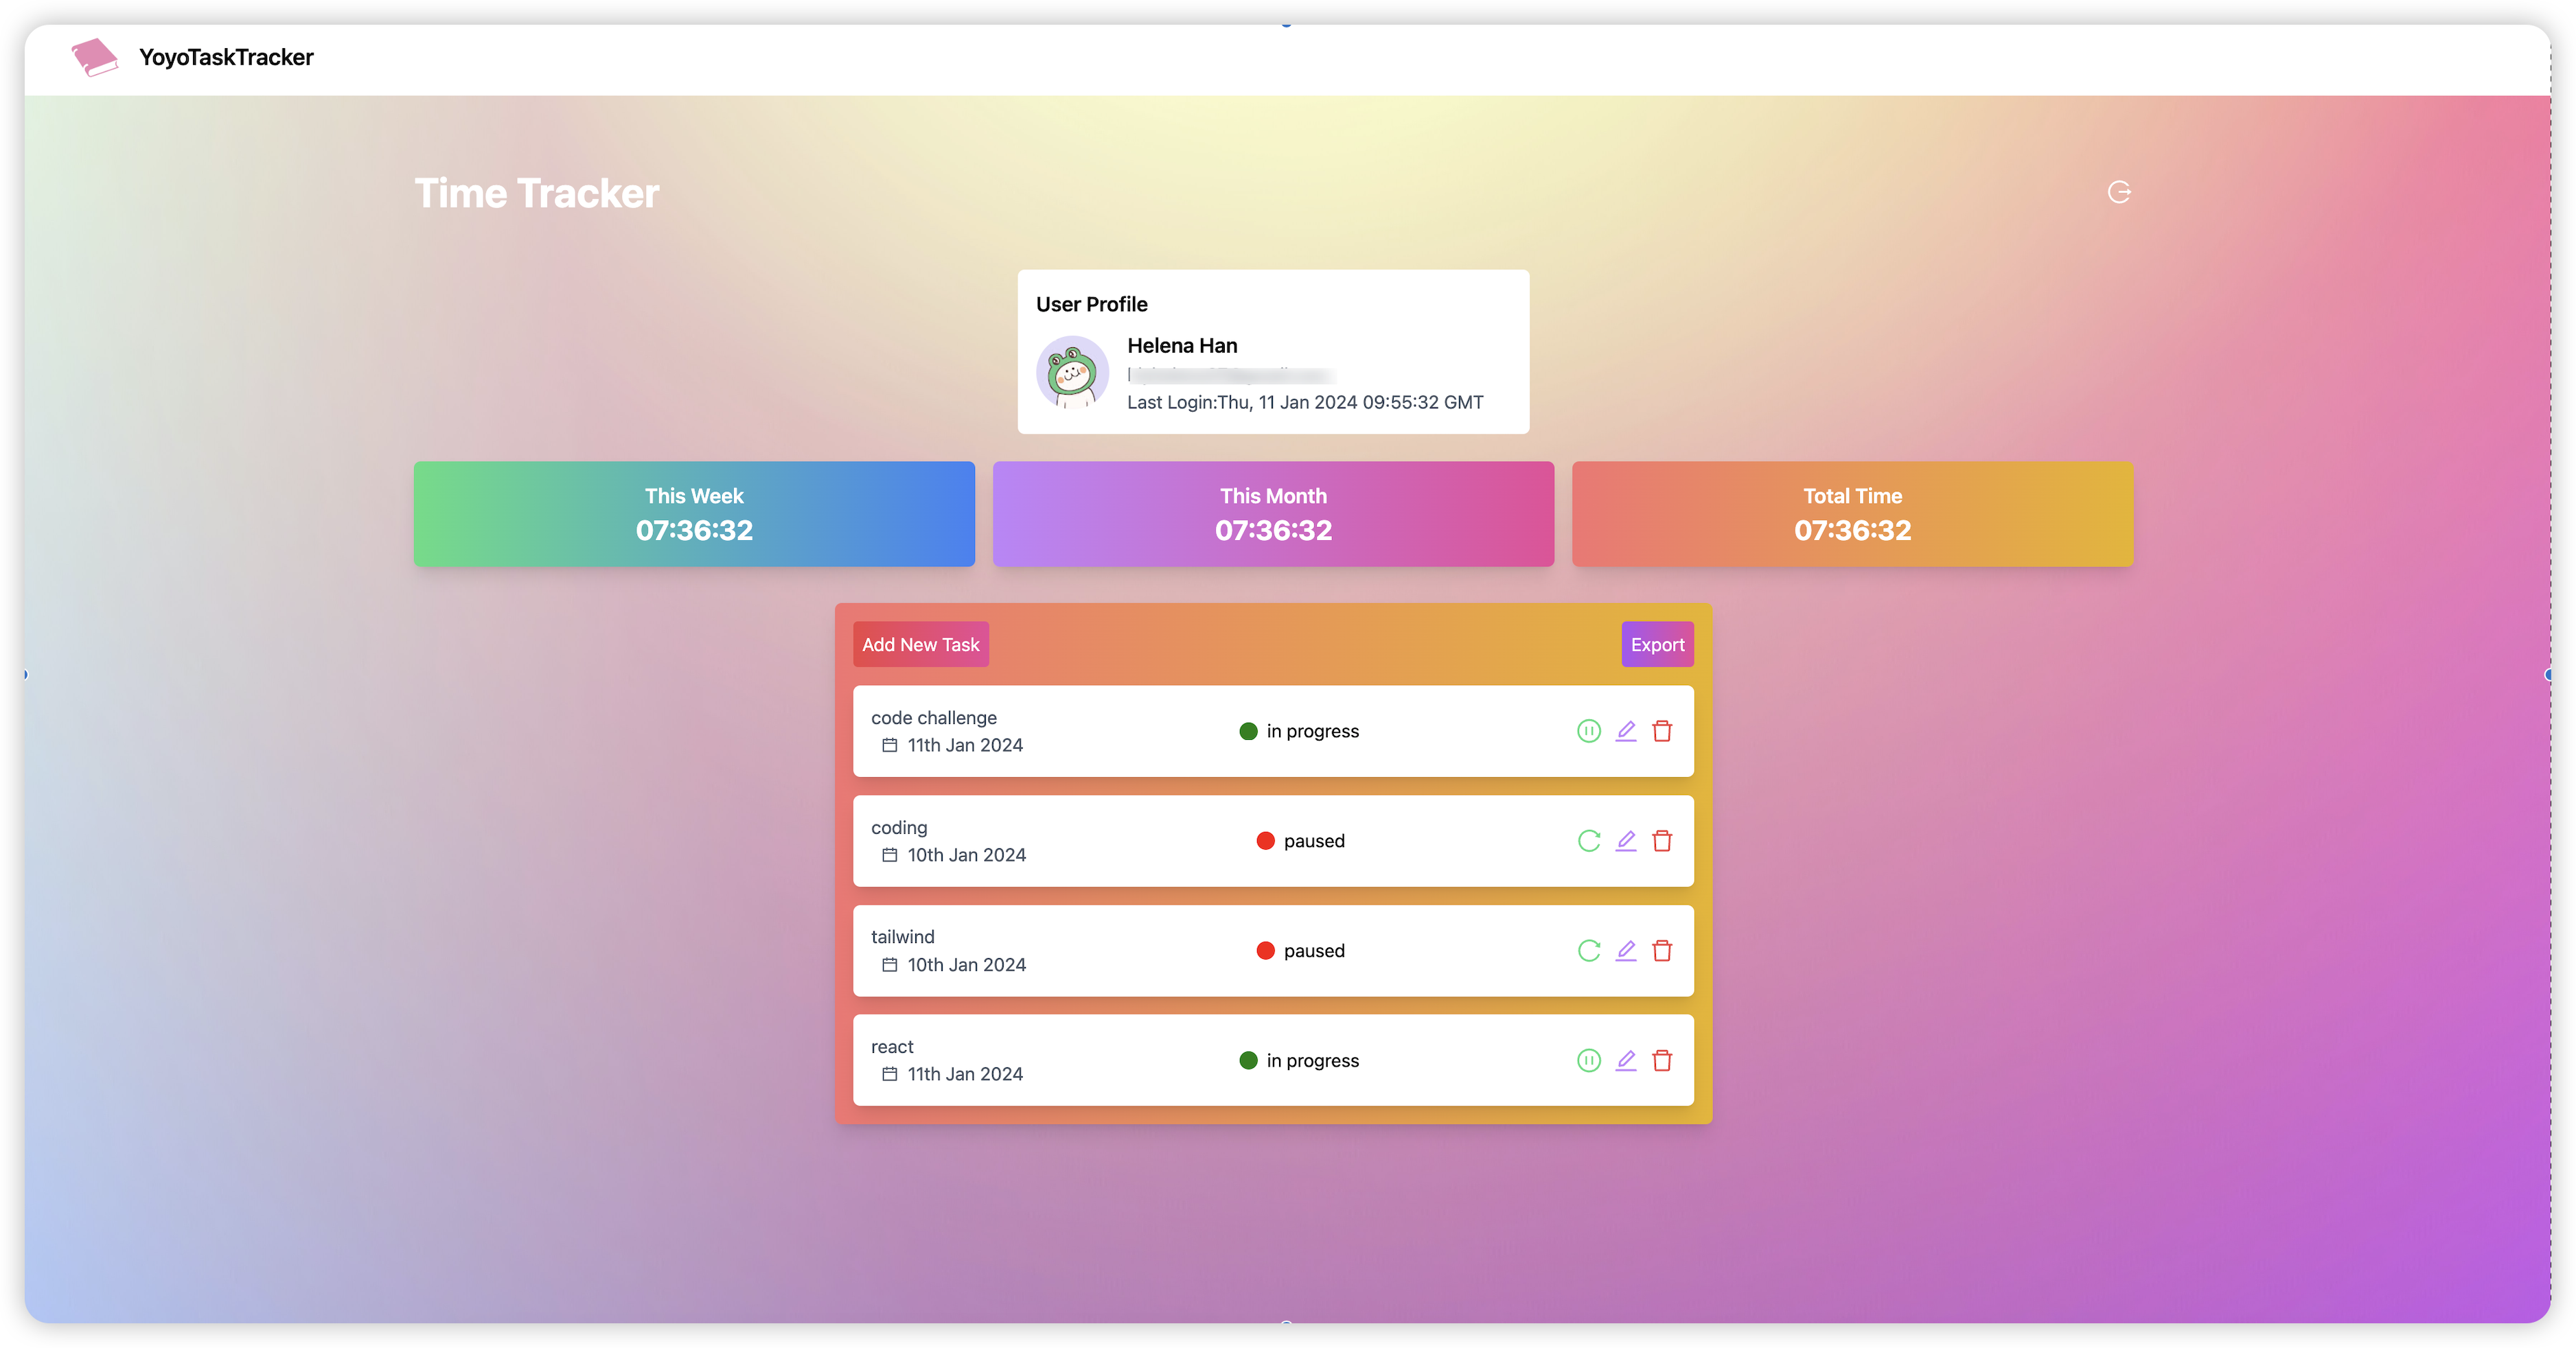 YoyoTaskTracker
Time Tracker
User Profile
Helena Han
Last Login:Thu, 11 Jan 2024 09:55:32 GMT
This Week
07:36:32
This Month
07:36:32
Total Time
07:36:32
Add New Task
Export
code challenge
11th Jan 2024
in progress
coding
10th Jan 2024
paused
tailwind
10th Jan 2024
paused
react
11th Jan 2024
in progress